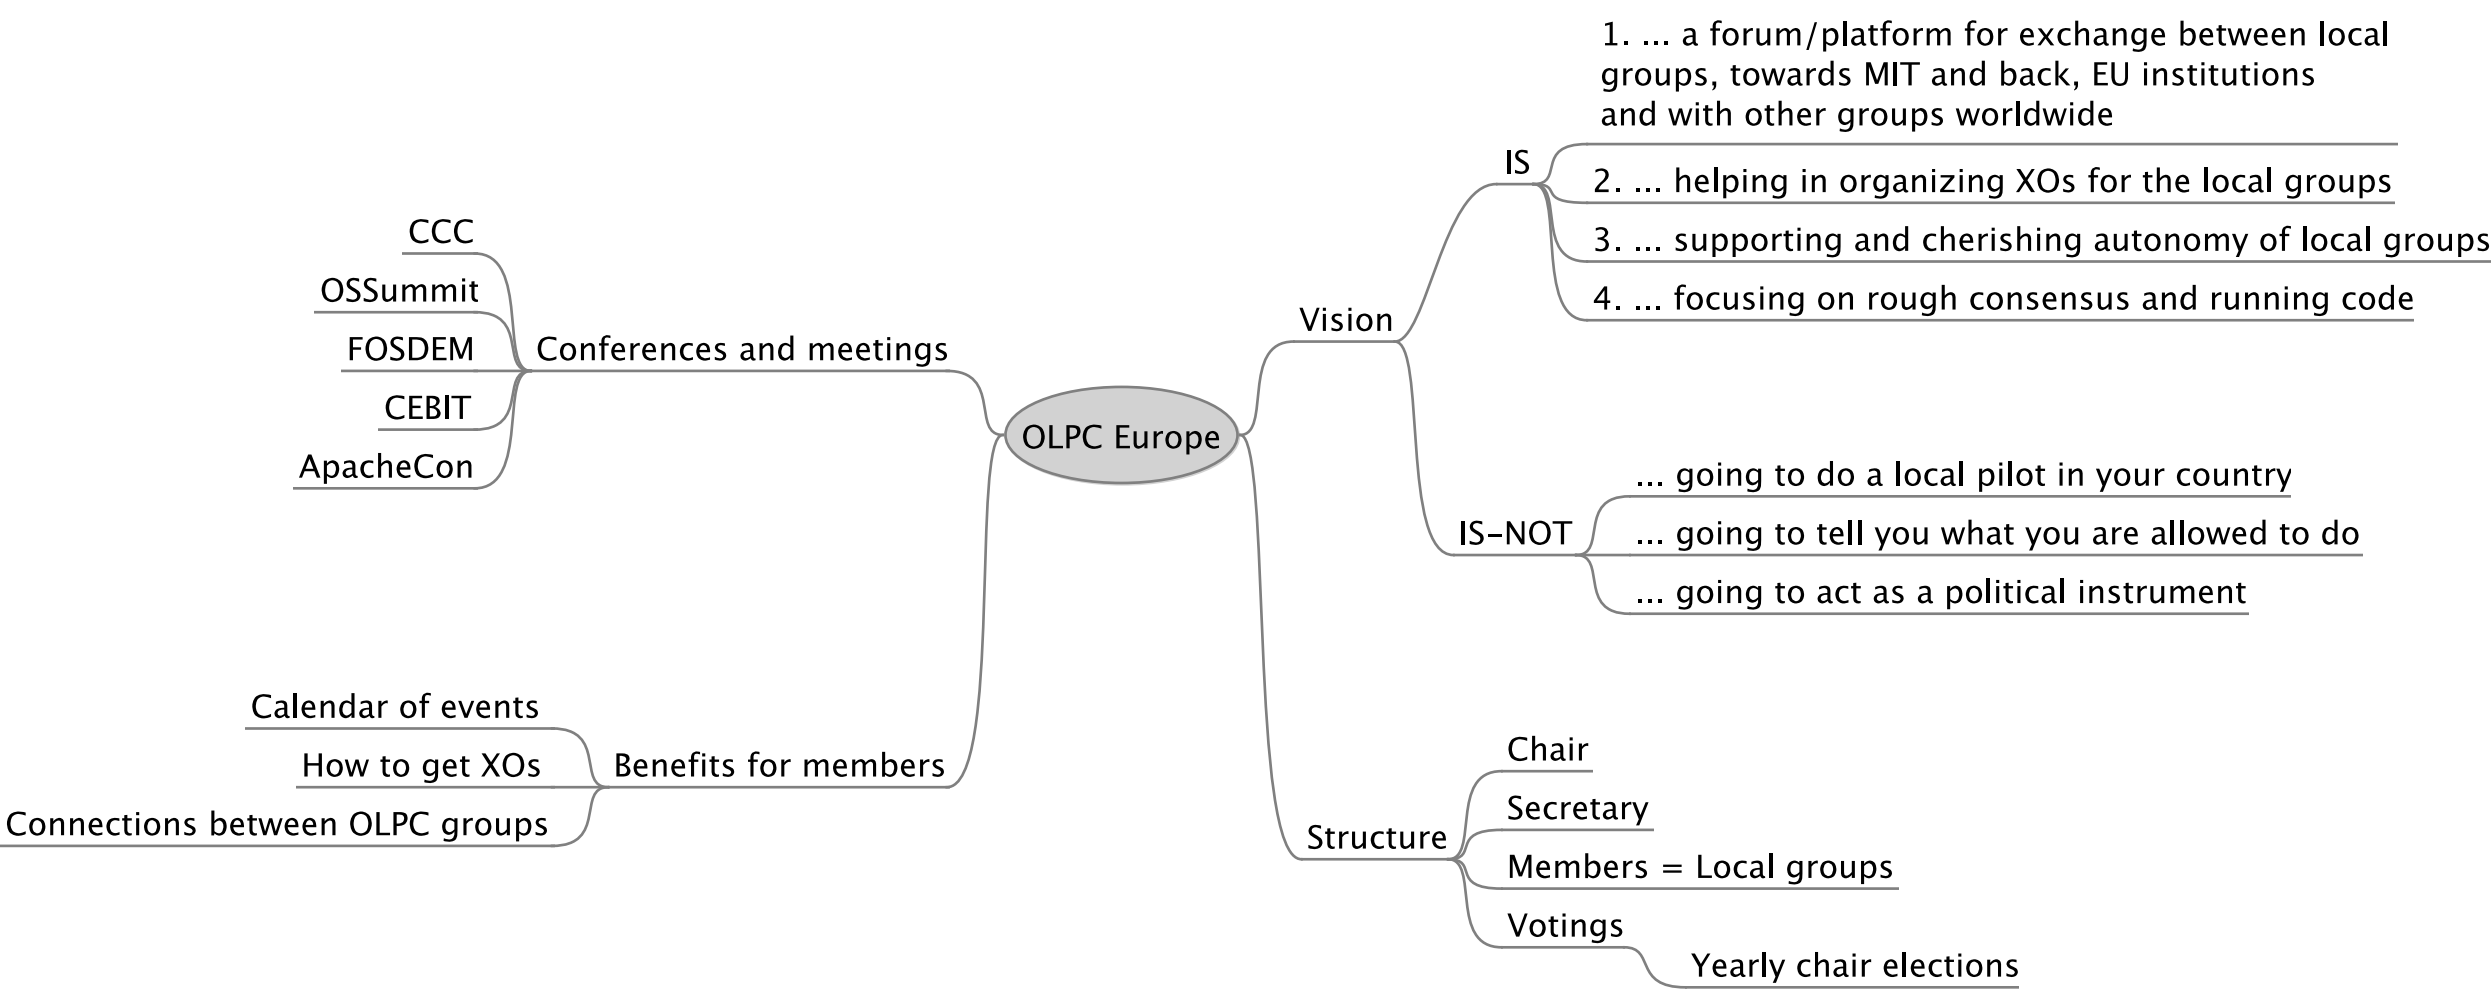 OLPC Europe
Vision
IS
1. ... a forum/platform for exchange between local
groups, towards MIT and back, EU institutions
and with other groups worldwide
2. ... helping in organizing XOs for the local groups
3. ... supporting and cherishing autonomy of local groups
4. ... focusing on rough consensus and running code
IS-NOT
... going to do a local pilot in your country
... going to tell you what you are allowed to do
... going to act as a political instrument
Structure
Chair
Secretary
Members = Local groups
Votings
Yearly chair elections
Conferences and meetings
CCC
OSSummit
FOSDEM
CEBIT
ApacheCon
Benefits for members
Calendar of events
How to get XOs
Connections between OLPC groups